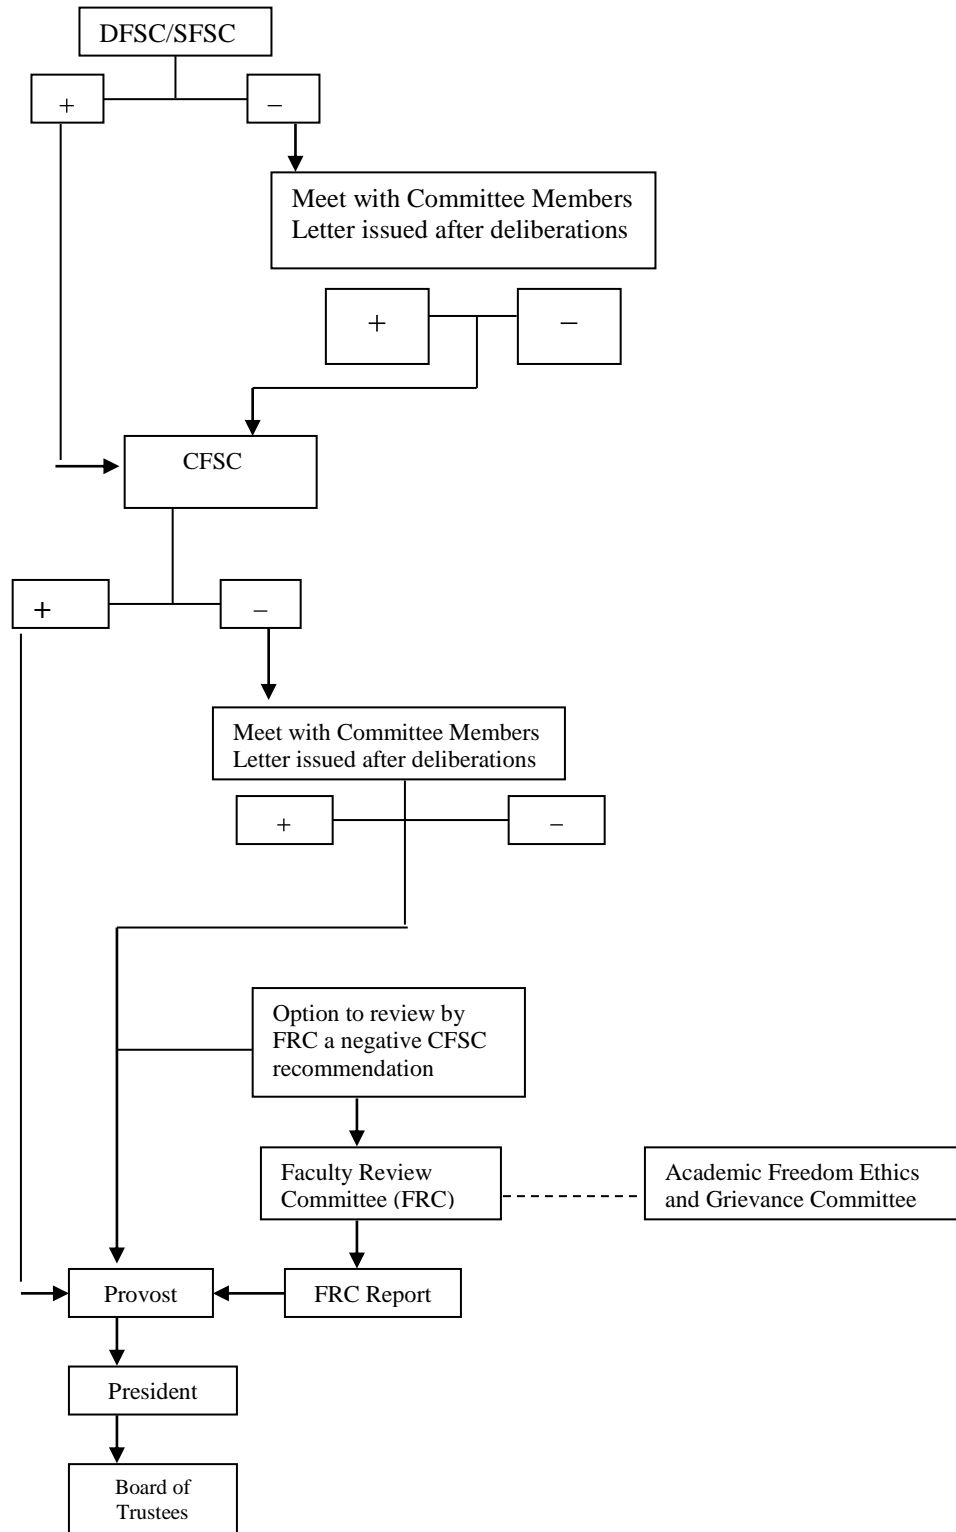 DFSC/SFSC
+
–
Meet with Committee Members
Letter issued after deliberations
+
–
CFSC
+
–
Meet with Committee Members
Letter issued after deliberations
+
–
Option to review by
FRC a negative CFSC
recommendation
Faculty Review
Committee (FRC)
Academic Freedom Ethics
and Grievance Committee
Provost
FRC Report
President
Board of
Trustees